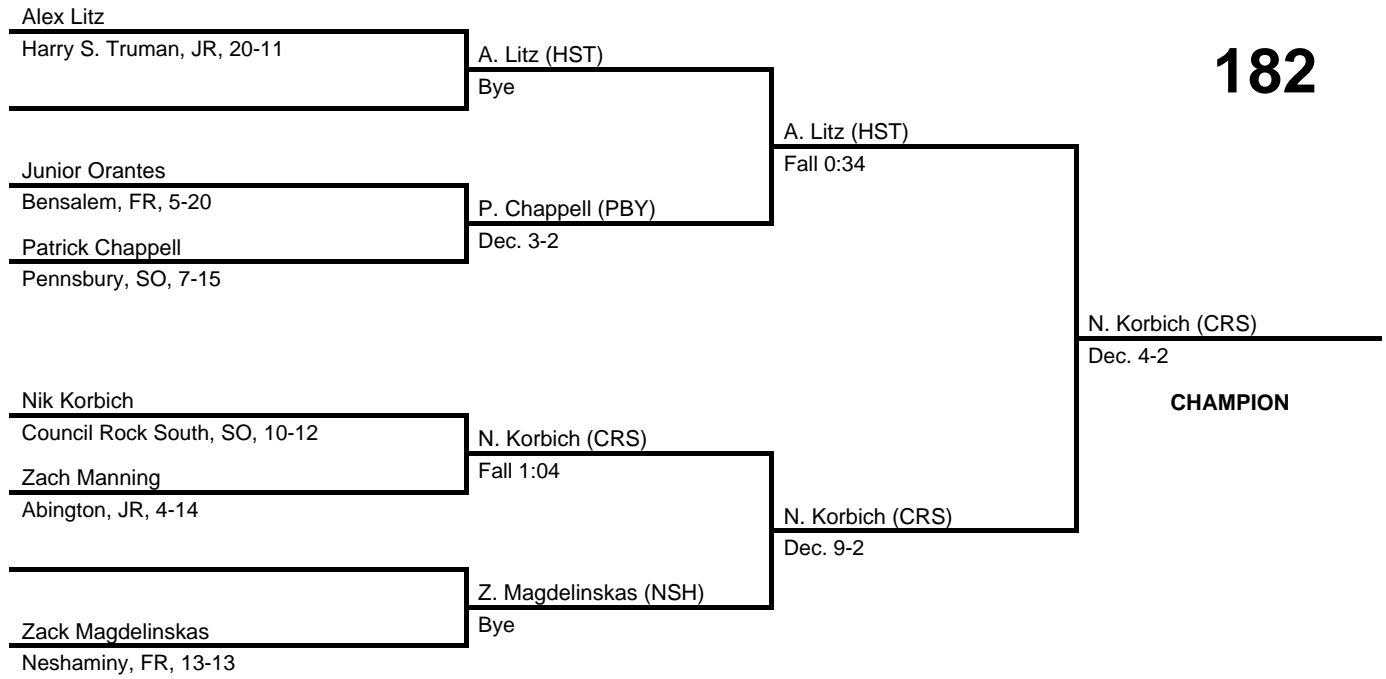 Alex Litz
Harry S. Truman, JR, 20-11
A. Litz (HST)
Bye
182
A. Litz (HST)
Fall 0:34
Junior Orantes
Bensalem, FR, 5-20
P. Chappell (PBY)
Dec. 3-2
Patrick Chappell
Pennsbury, SO, 7-15
N. Korbich (CRS)
Dec. 4-2
CHAMPION
Nik Korbich
Council Rock South, SO, 10-12
N. Korbich (CRS)
Fall 1:04
Zach Manning
Abington, JR, 4-14
N. Korbich (CRS)
Dec. 9-2
Z. Magdelinskas (NSH)
Bye
Zack Magdelinskas
Neshaminy, FR, 13-13